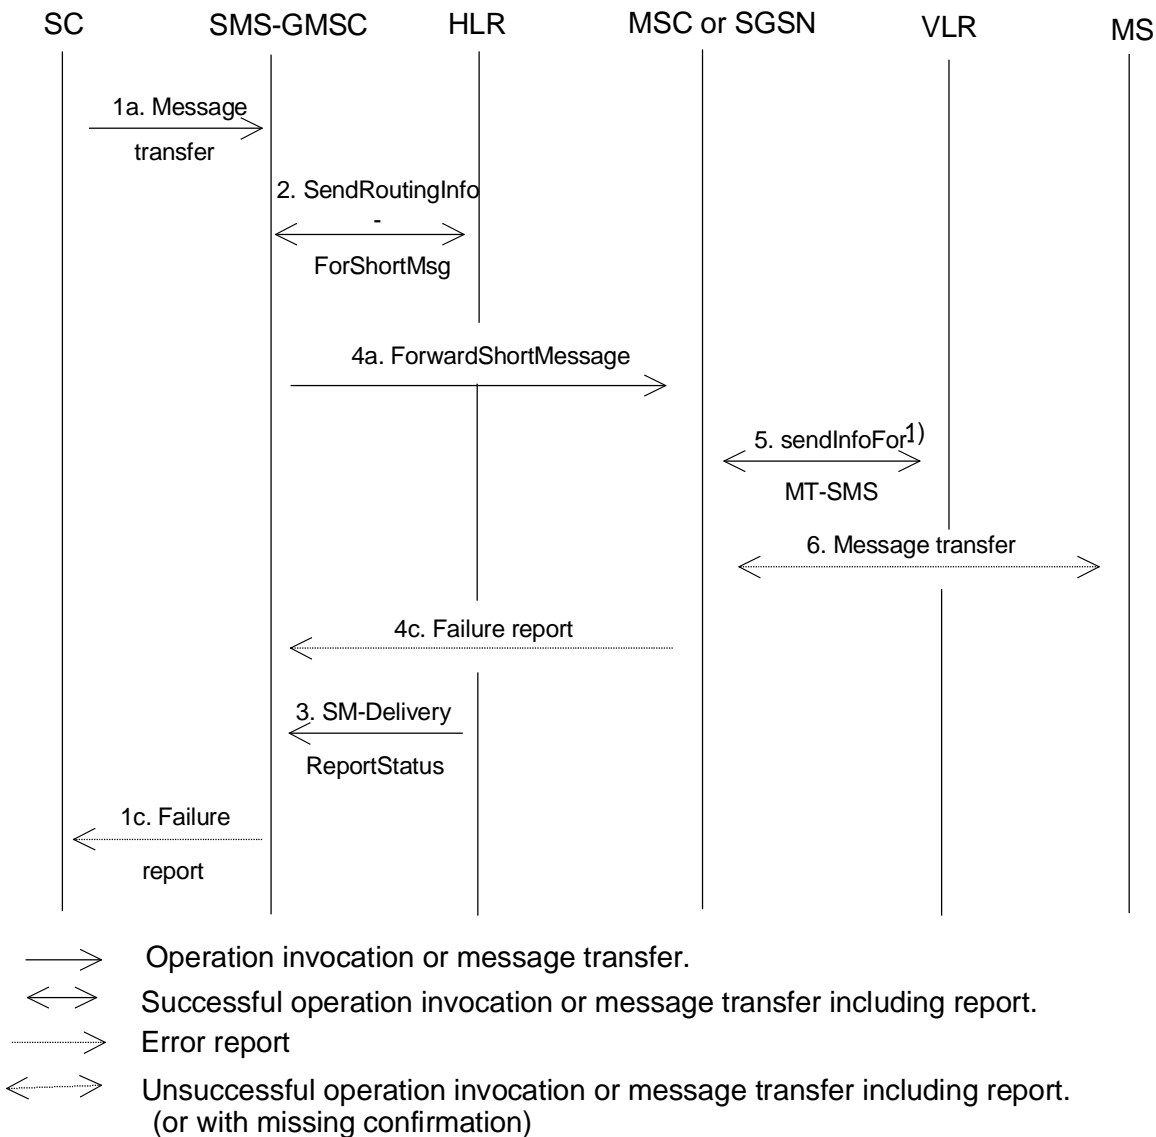 SC SMS-GMSC HLR MSC or SGSN VLR MS
1a. Message
transfer
2. SendRoutingInfo
-
ForShortMsg
4a. ForwardShortMessage
5. sendInfoFor- 1)
MT-SMS
6. Message transfer
4c. Failure report
3. SM-Delivery
ReportStatus
1c. Failure
report
Operation invocation or message transfer.
Successful operation invocation or message transfer including report.
Error report
Unsuccessful operation invocation or message transfer including report.
(or with missing confirmation)